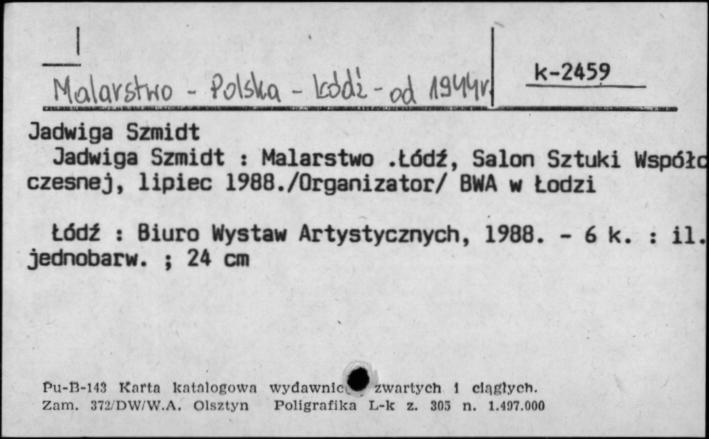 Malarstwo - Polska - Łódź - od 1944r.
k-2459
Jadwiga Szmidt
Jadwiga Szmidt : Malarstwo .Łódź, Salon Sztuki Współc
czesnej, lipiec 1988./Organizator/ BWA w Łodzi
Łódź : Biuro Wystaw Artystycznych, 1988. - 6 k. : il.
jednobarw. ; 24 cm
Pu-B-143 Karta katalogowa wydawnic zwartych i ciągłych.
Zam. 372/DW/W.A. Olsztyn Poligrafika L-k z. 305 n. 1.497.000